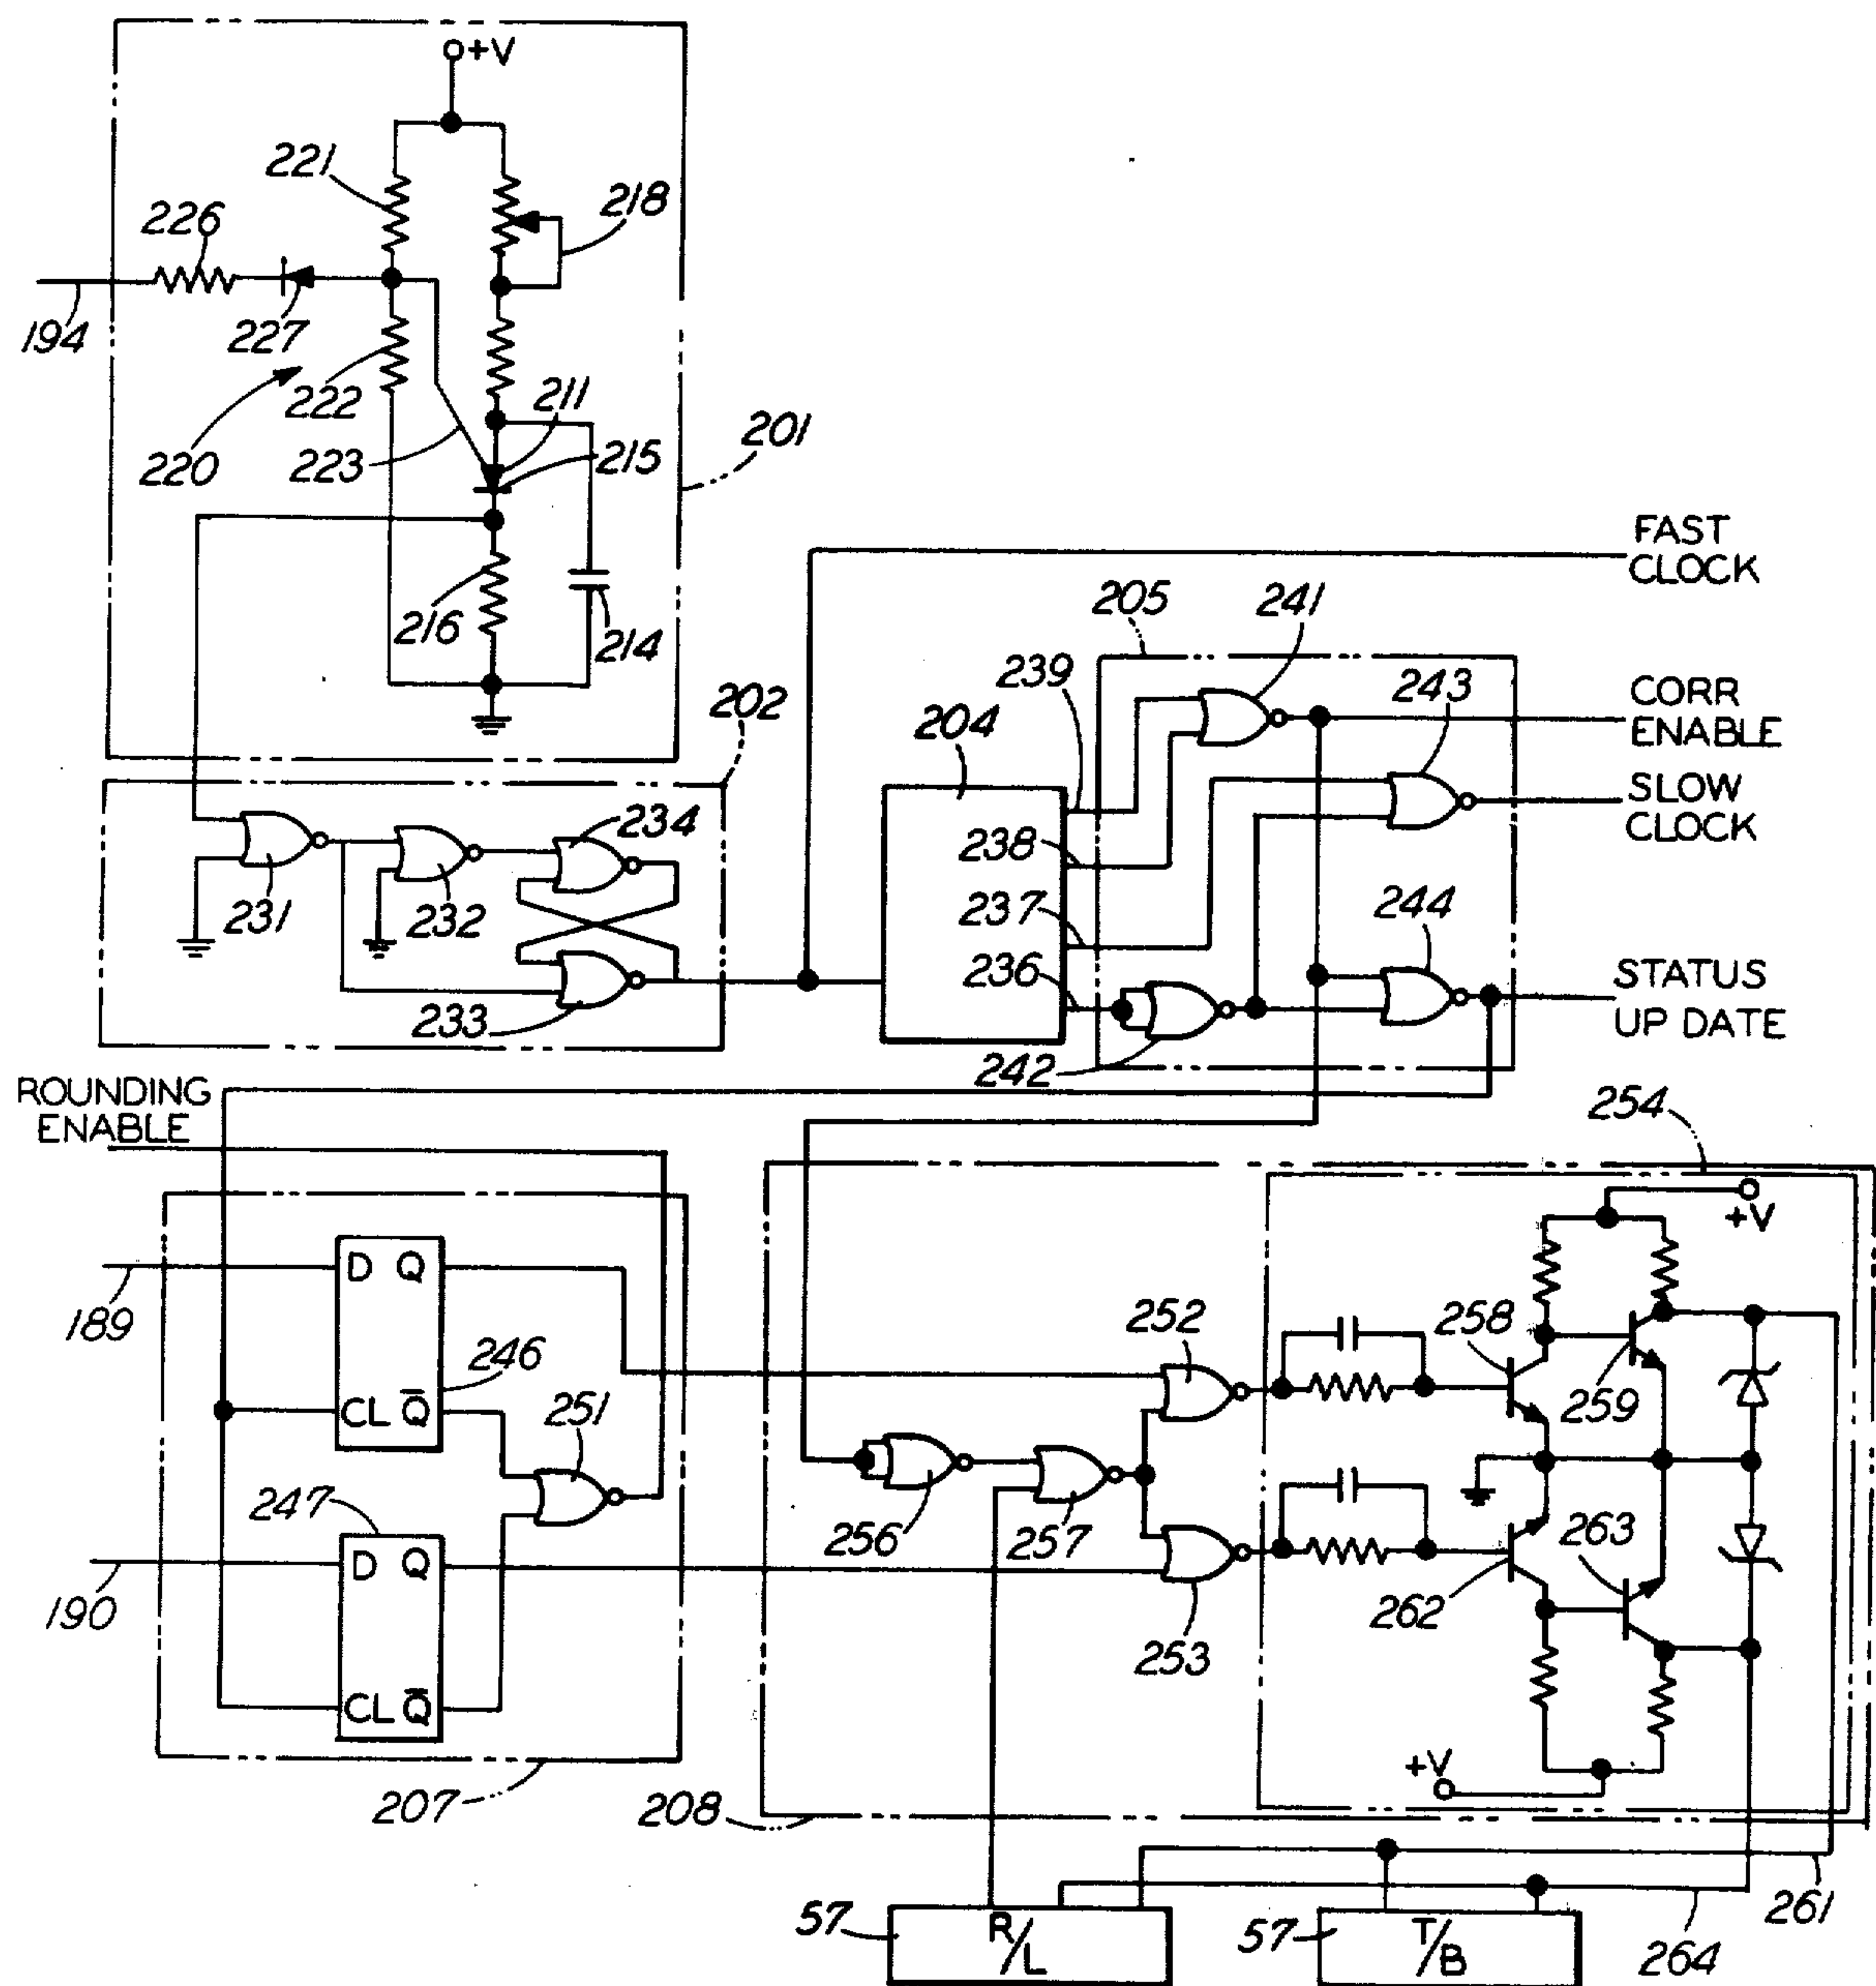 +V
221
218
226
194
227
222
211
201
220
223
215
216
214
FAST
CLOCK
205
241
239
243
CORR
ENABLE
202
204
234
238
SLOW
CLOCK
231
232
237
244
236
STATUS
UP DATE
233
242
ROUNDING
ENABLE
254
+V
D Q
189
252
258
246
259
CL Q̅
251
247
256
257
263
D Q
190
262
253
CL Q̅
+V
207
208
57
R/L
57
T/B
264
261